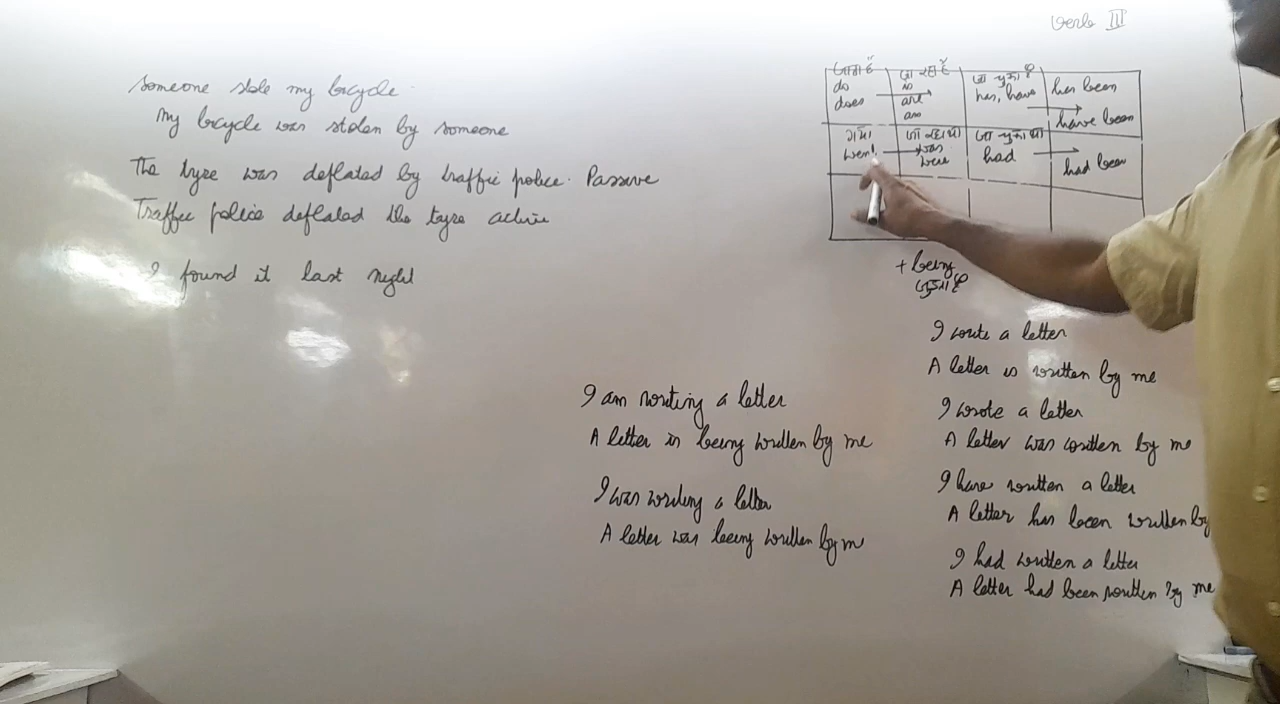 Verb III
Someone stole my bicycle.
My bicycle was stolen by someone
The tyre was deflated by traffic police. Passive
Traffic police deflated the tyre active
I found it last night
do
does
is
are
am
has, have
has been
have been
गया
went
जा रहा था
was
were
जा चुका था
had
had been
+ being
I wrote a letter
A letter is written by me
I wrote a letter
A letter was written by me
I have written a letter
A letter has been written by
I had written a letter
A letter had been written by me
I am writing a letter
A letter is being written by me
I was writing a letter
A letter was being written by m